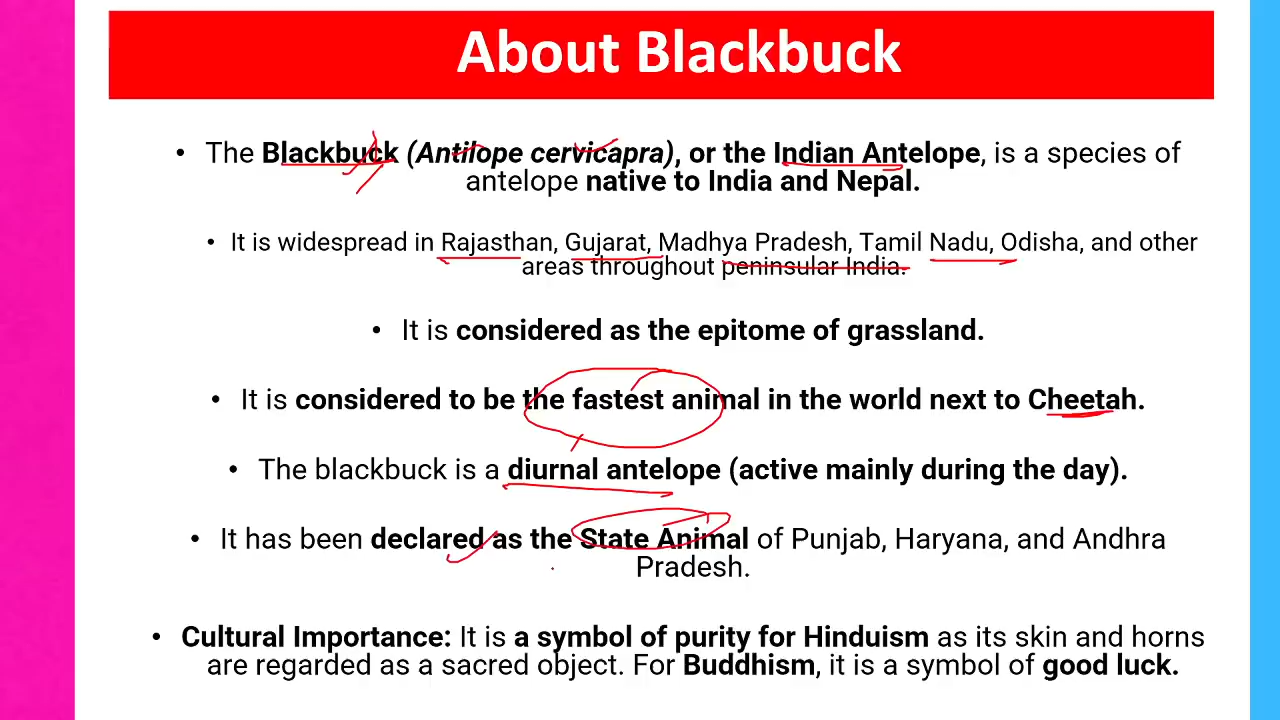 About Blackbuck
• The Blackbuck (Antilope cervicapra), or the Indian Antelope, is a species of
antelope native to India and Nepal.
• It is widespread in Rajasthan, Gujarat, Madhya Pradesh, Tamil Nadu, Odisha, and other
areas throughout peninsular India.
• It is considered as the epitome of grassland.
• It is considered to be the fastest animal in the world next to Cheetah.
• The blackbuck is a diurnal antelope (active mainly during the day).
• It has been declared as the State Animal of Punjab, Haryana, and Andhra
Pradesh.
• Cultural Importance: It is a symbol of purity for Hinduism as its skin and horns
are regarded as a sacred object. For Buddhism, it is a symbol of good luck.